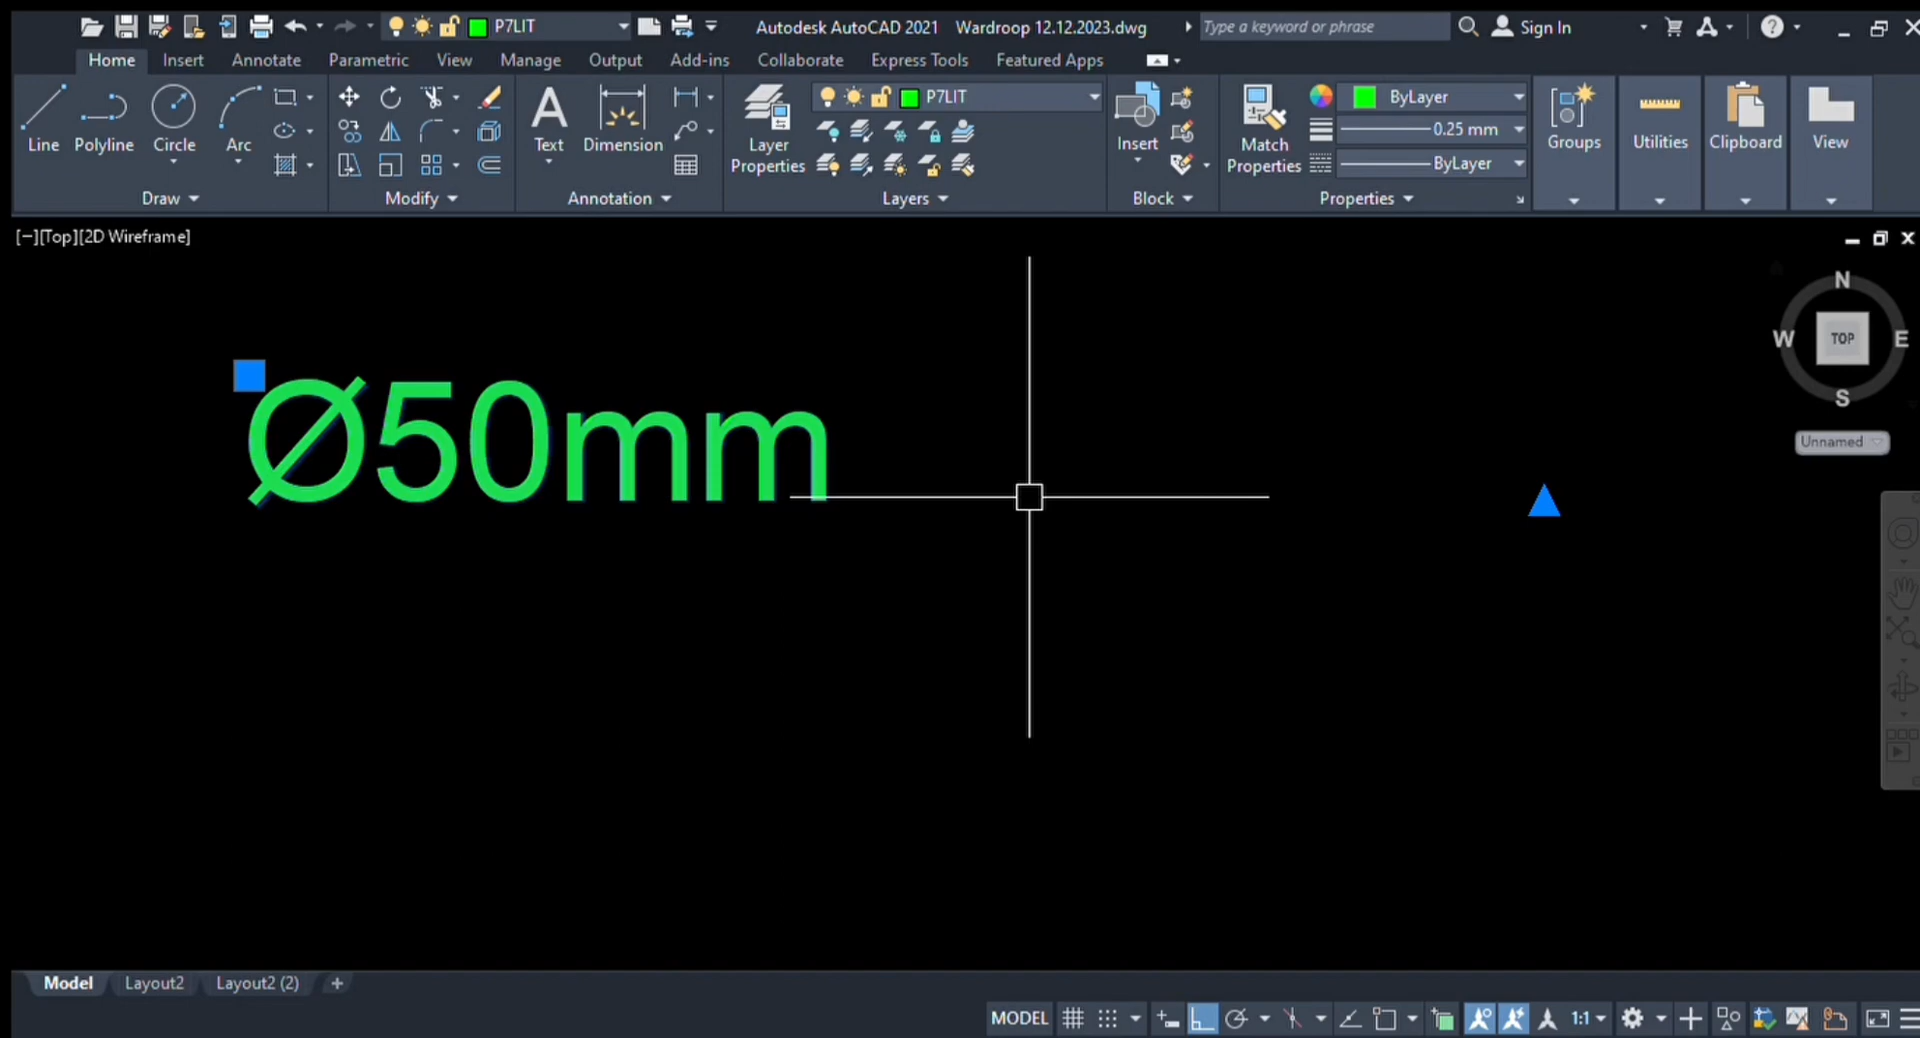 P7LIT Autodesk AutoCAD 2021 Wardroop 12.12.2023.dwg Type a keyword or phrase Sign In
Home Insert Annotate Parametric View Manage Output Add-ins Collaborate Express Tools Featured Apps
P7LIT ByLayer
0.25 mm
Line Polyline Circle Arc Text Dimension Layer Properties Insert Match Properties Groups Utilities Clipboard View
ByLayer
Draw Modify Annotation Layers Block Properties
[−][Top][2D Wireframe]
N
W TOP E
S
Unnamed
Ø50mm
Model Layout2 Layout2 (2) +
MODEL 1:1